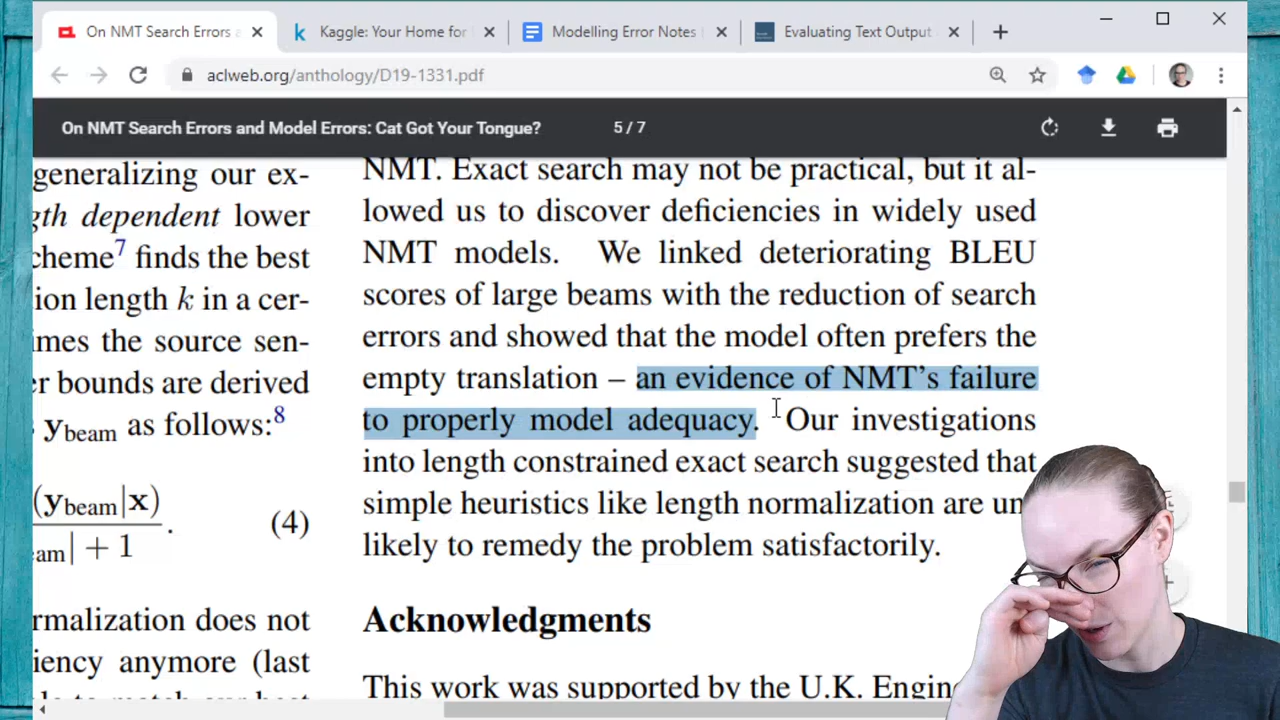 On NMT Search Errors a
Kaggle: Your Home for
Modelling Error Notes
Evaluating Text Output
aclweb.org/anthology/D19-1331.pdf
On NMT Search Errors and Model Errors: Cat Got Your Tongue?
5 / 7
generalizing our ex-
gth dependent lower
cheme7 finds the best
ion length k in a cer-
imes the source sen-
er bounds are derived
ybeam as follows:8
(ybeam|x)
eam| + 1
. (4)
rmalization does not
iency anymore (last
NMT. Exact search may not be practical, but it al-
lowed us to discover deficiencies in widely used
NMT models. We linked deteriorating BLEU
scores of large beams with the reduction of search
errors and showed that the model often prefers the
empty translation – an evidence of NMT's failure
to properly model adequacy. Our investigations
into length constrained exact search suggested that
simple heuristics like length normalization are un
likely to remedy the problem satisfactorily.
Acknowledgments
This work was supported by the U.K. Engine